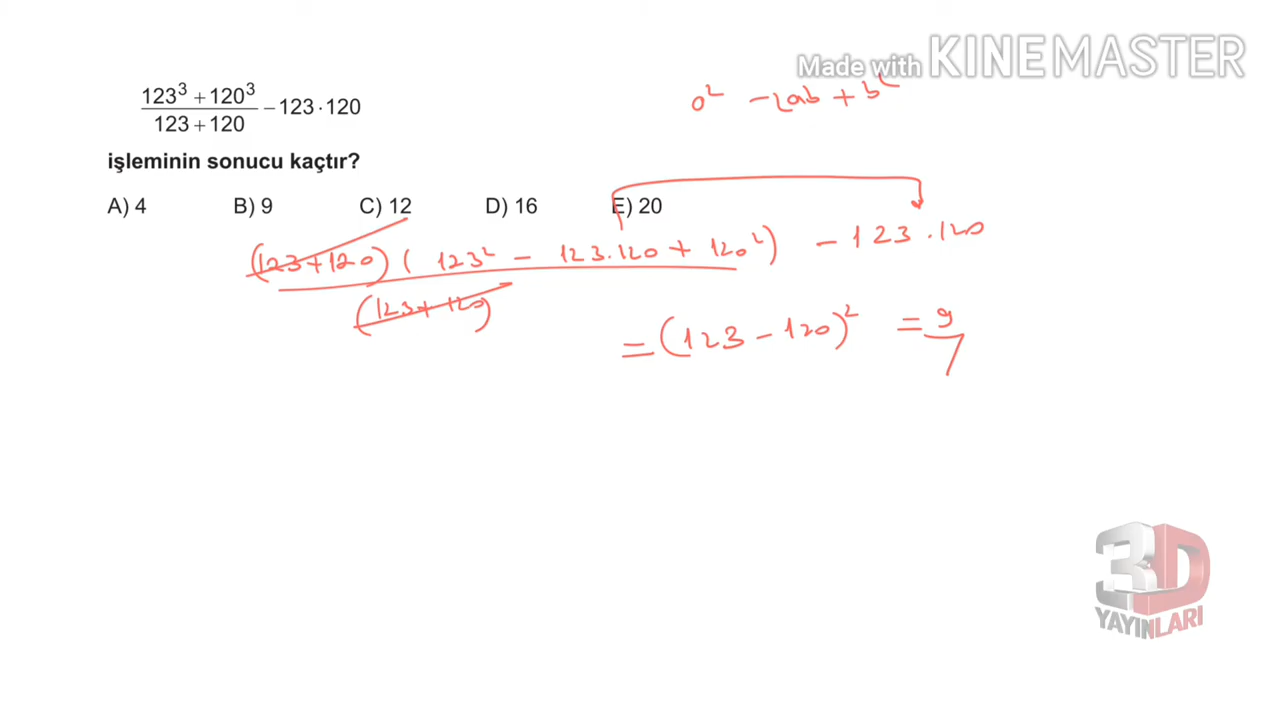 Made with KINEMASTER
a² - 2ab + b²
123³ + 120³
123 + 120
- 123 · 120
işleminin sonucu kaçtır?
A) 4 B) 9 C) 12 D) 16 E) 20
(123+120) ( 123² - 123.120 + 120² ) - 123.120
(123+120)
= (123 - 120)² = 9
3D
YAYINLARI